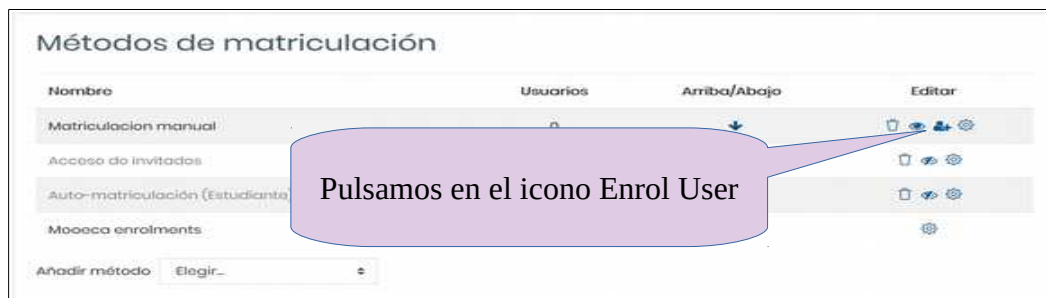 Métodos de matriculación
Nombre Usuarios Arriba/Abajo Editar
Matriculacion manual 0
Acceso de invitados
Auto-matriculación (Estudiante)
Pulsamos en el icono Enrol User
Mooeca enrolments
Añadir método Elegir...